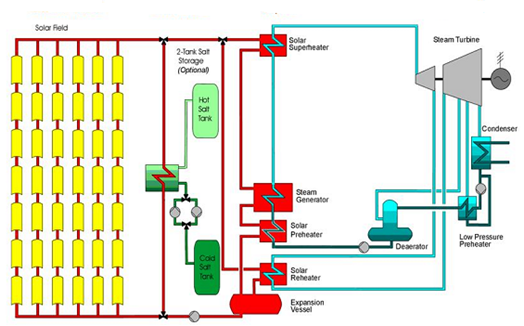 Solar Field
2-Tank Salt
Storage
(Optional)
Hot
Salt
Tank
Cold
Salt
Tank
Solar
Superheater
Steam
Generator
Solar
Preheater
Solar
Reheater
Expansion
Vessel
Steam Turbine
Condenser
Low Pressure
Preheater
Deaerator